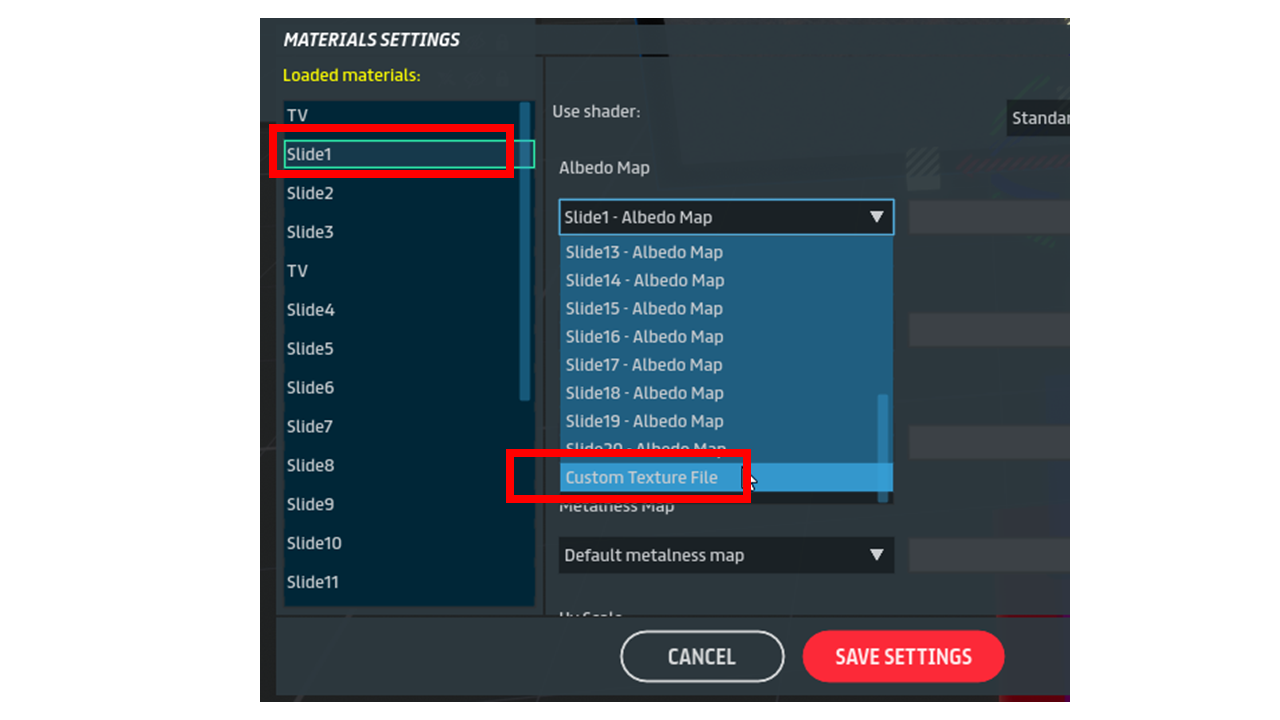 MATERIALS SETTINGS
Loaded materials:
TV
Slide1
Slide2
Slide3
TV
Slide4
Slide5
Slide6
Slide7
Slide8
Slide9
Slide10
Slide11
Use shader:
Standar
Albedo Map
Slide1 - Albedo Map
Slide13 - Albedo Map
Slide14 - Albedo Map
Slide15 - Albedo Map
Slide16 - Albedo Map
Slide17 - Albedo Map
Slide18 - Albedo Map
Slide19 - Albedo Map
Slide20 - Albedo Map
Custom Texture File
Metalness Map
Default metalness map
Uv Scale
CANCEL
SAVE SETTINGS